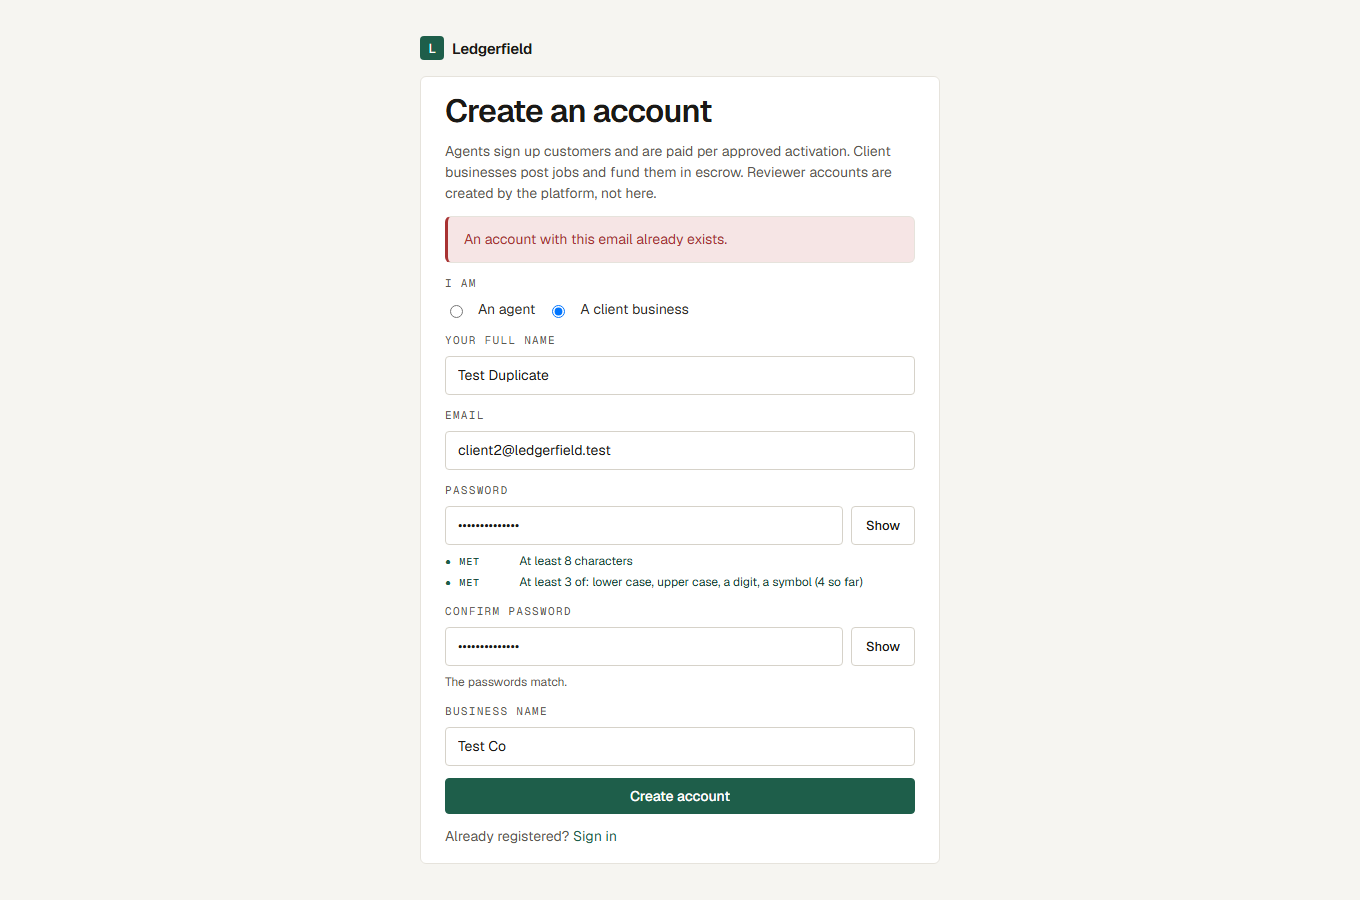 L Ledgerfield
Create an account
Agents sign up customers and are paid per approved activation. Client
businesses post jobs and fund them in escrow. Reviewer accounts are
created by the platform, not here.
An account with this email already exists.
I AM
An agent A client business
YOUR FULL NAME
Test Duplicate
EMAIL
client2@ledgerfield.test
PASSWORD
•••••••••••••• Show
● MET At least 8 characters
● MET At least 3 of: lower case, upper case, a digit, a symbol (4 so far)
CONFIRM PASSWORD
•••••••••••••• Show
The passwords match.
BUSINESS NAME
Test Co
Create account
Already registered? Sign in